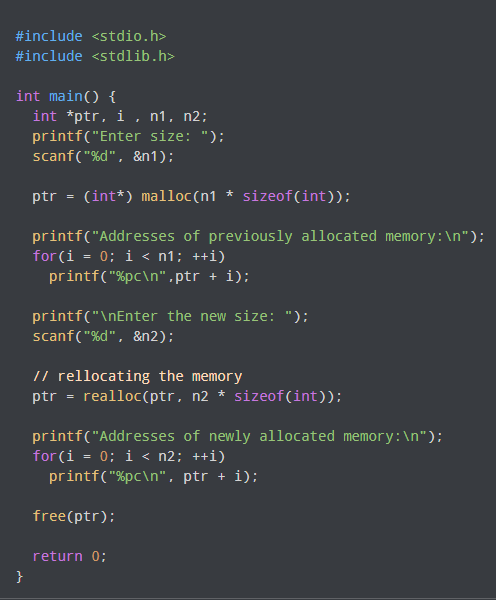 #include <stdio.h>
#include <stdlib.h>
int main() {
int *ptr, i , n1, n2;
printf("Enter size: ");
scanf("%d", &n1);
ptr = (int*) malloc(n1 * sizeof(int));
printf("Addresses of previously allocated memory:\n");
for(i = 0; i < n1; ++i)
printf("%pc\n",ptr + i);
printf("\nEnter the new size: ");
scanf("%d", &n2);
// rellocating the memory
ptr = realloc(ptr, n2 * sizeof(int));
printf("Addresses of newly allocated memory:\n");
for(i = 0; i < n2; ++i)
printf("%pc\n", ptr + i);
free(ptr);
return 0;
}